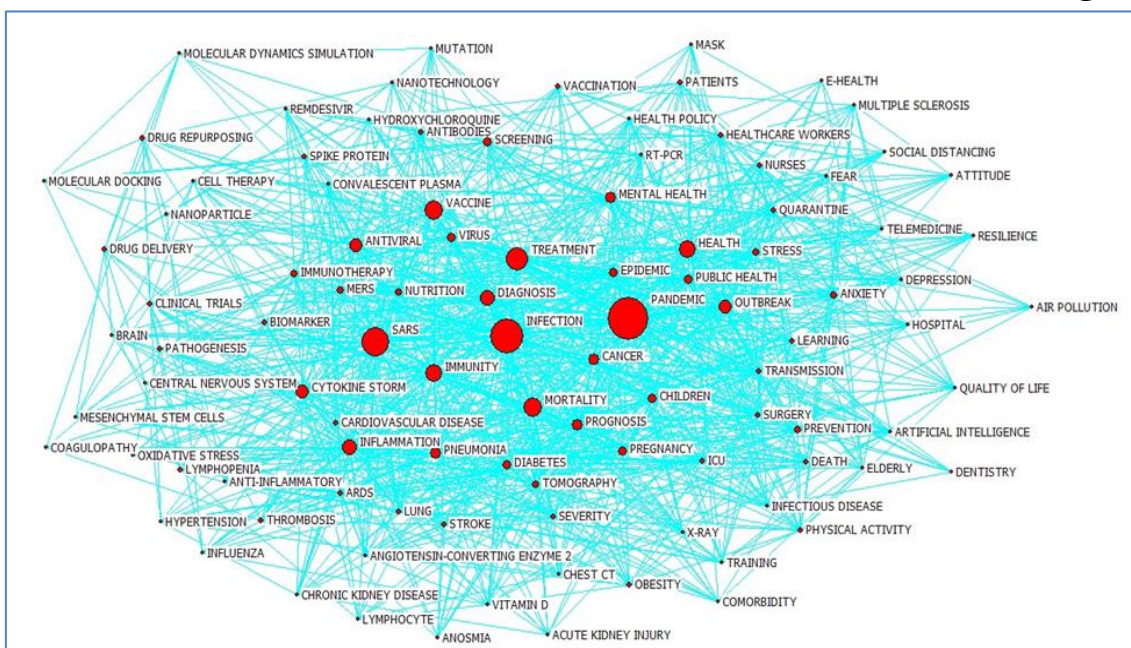 MASK
MUTATION
MOLECULAR DYNAMICS SIMULATION
NANOTECHNOLOGY
VACCINATION
PATIENTS
E-HEALTH
REMDESIVIR
MULTIPLE SCLEROSIS
HYDROXYCHLOROQUINE
HEALTH POLICY
ANTIBODIES
HEALTHCARE WORKERS
DRUG REPURPOSING
SCREENING
SPIKE PROTEIN
RT-PCR
SOCIAL DISTANCING
NURSES
MOLECULAR DOCKING
CELL THERAPY
CONVALESCENT PLASMA
FEAR
ATTITUDE
MENTAL HEALTH
VACCINE
QUARANTINE
NANOPARTICLE
TELEMEDICINE
VIRUS
RESILIENCE
ANTIVIRAL
DRUG DELIVERY
TREATMENT
HEALTH
STRESS
IMMUNOTHERAPY
EPIDEMIC
PUBLIC HEALTH
DEPRESSION
MERS
NUTRITION
DIAGNOSIS
ANXIETY
CLINICAL TRIALS
PANDEMIC
OUTBREAK
AIR POLLUTION
BIOMARKER
INFECTION
HOSPITAL
BRAIN
SARS
LEARNING
PATHOGENESIS
CANCER
IMMUNITY
TRANSMISSION
CENTRAL NERVOUS SYSTEM
CYTOKINE STORM
QUALITY OF LIFE
CHILDREN
MORTALITY
MESENCHYMAL STEM CELLS
SURGERY
CARDIOVASCULAR DISEASE
PROGNOSIS
PREVENTION
ARTIFICIAL INTELLIGENCE
COAGULOPATHY
INFLAMMATION
PNEUMONIA
PREGNANCY
OXIDATIVE STRESS
DIABETES
ICU
DEATH
LYMPHOPENIA
ELDERLY
DENTISTRY
ANTI-INFLAMMATORY
TOMOGRAPHY
ARDS
INFECTIOUS DISEASE
LUNG
HYPERTENSION
THROMBOSIS
STROKE
SEVERITY
X-RAY
PHYSICAL ACTIVITY
INFLUENZA
ANGIOTENSIN-CONVERTING ENZYME 2
TRAINING
CHEST CT
OBESITY
CHRONIC KIDNEY DISEASE
VITAMIN D
COMORBIDITY
LYMPHOCYTE
ANOSMIA
ACUTE KIDNEY INJURY